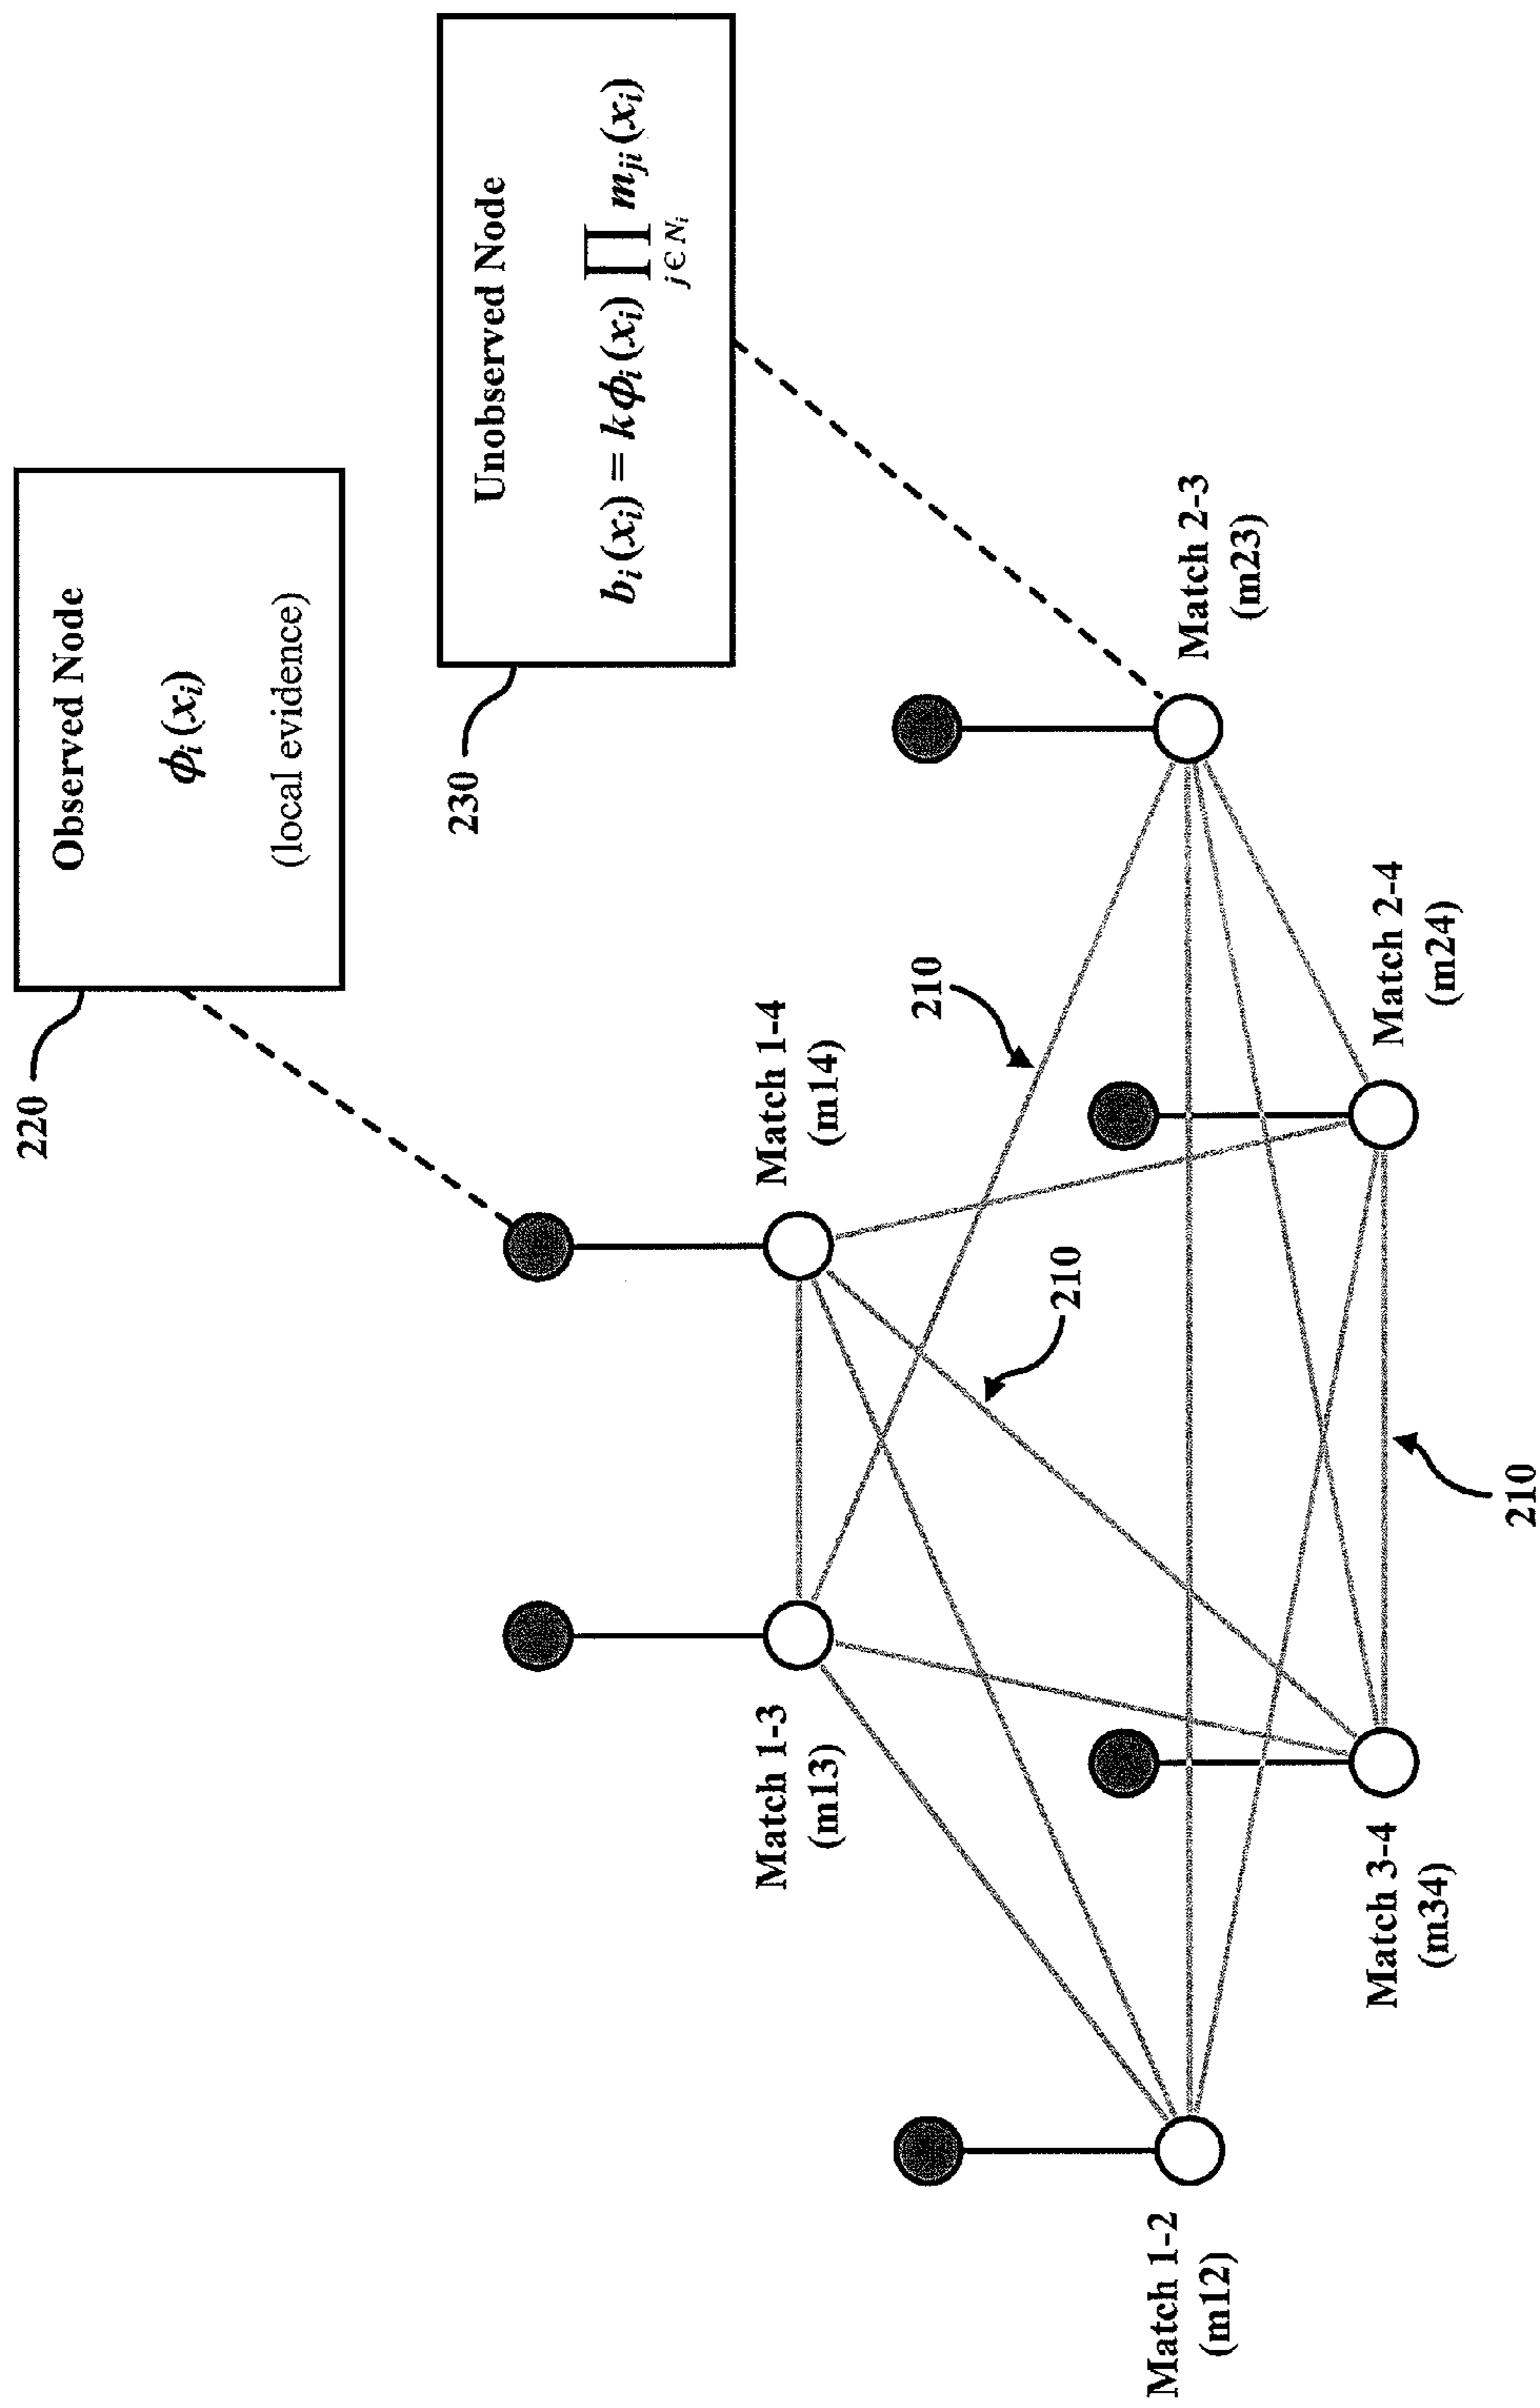 220
Observed Node
ϕᵢ(xᵢ)
(local evidence)
230
Unobserved Node
bᵢ(xᵢ) = kϕᵢ(xᵢ) ∏ mⱼᵢ(xᵢ)
j∈Nᵢ
Match 1-3
(m13)
Match 1-4
(m14)
210
210
Match 1-2
(m12)
Match 2-3
(m23)
Match 3-4
(m34)
Match 2-4
(m24)
210